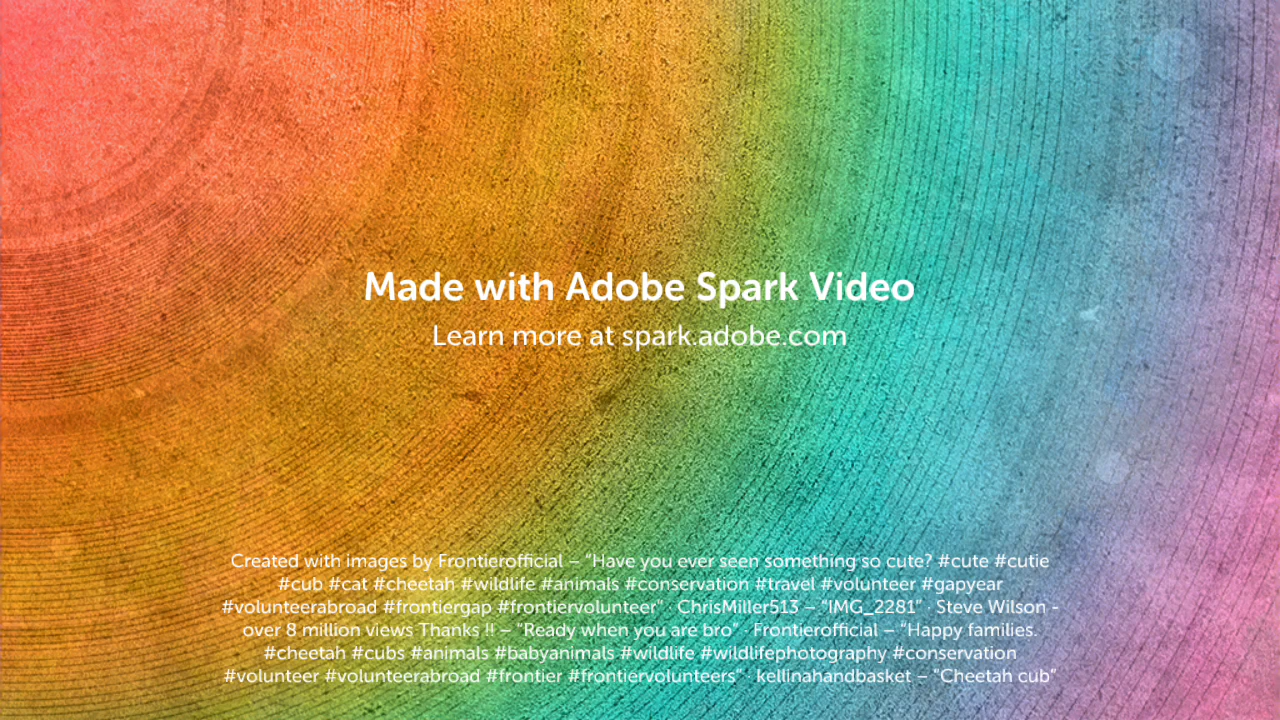 Made with Adobe Spark Video
Learn more at spark.adobe.com
Created with images by Frontierofficial – "Have you ever seen something so cute? #cute #cutie
#cub #cat #cheetah #wildlife #animals #conservation #travel #volunteer #gapyear
#volunteerabroad #frontiergap #frontiervolunteer" · ChrisMiller513 – "IMG_2281" · Steve Wilson -
over 8 million views Thanks !! – "Ready when you are bro" · Frontierofficial – "Happy families.
#cheetah #cubs #animals #babyanimals #wildlife #wildlifephotography #conservation
#volunteer #volunteerabroad #frontier #frontiervolunteers" · kellinahandbasket – "Cheetah cub"